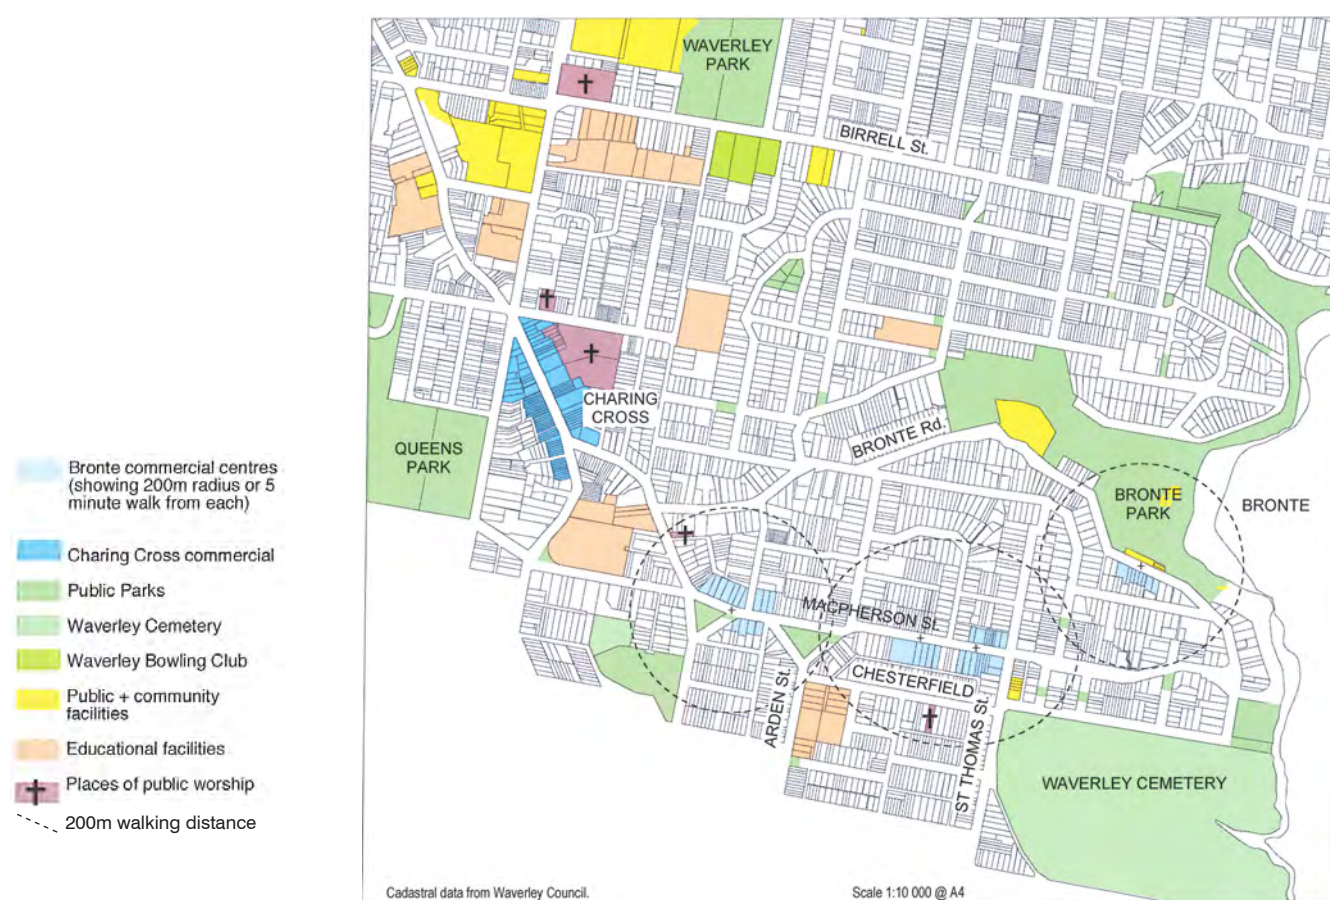 Bronte commercial centres
(showing 200m radius or 5
minute walk from each)
Charing Cross commercial
Public Parks
Waverley Cemetery
Waverley Bowling Club
Public + community
facilities
Educational facilities
Places of public worship
200m walking distance
WAVERLEY
PARK
BIRRELL St.
CHARING
CROSS
QUEENS
PARK
BRONTE Rd.
BRONTE
PARK
BRONTE
MACPHERSON St.
CHESTERFIELD
ARDEN St.
ST THOMAS St.
WAVERLEY CEMETERY
Cadastral data from Waverley Council.
Scale 1:10 000 @ A4